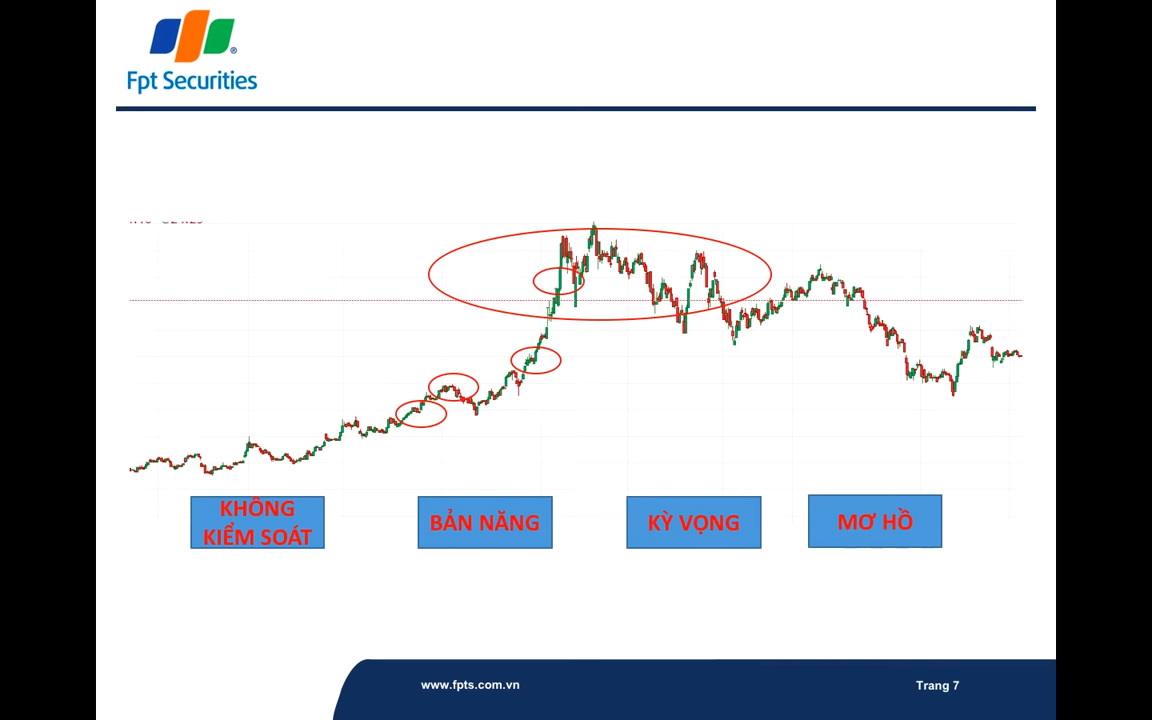 Fpt Securities
KHÔNG
KIỂM SOÁT
BẢN NĂNG
KỲ VỌNG
MƠ HỒ
www.fpts.com.vn
Trang 7